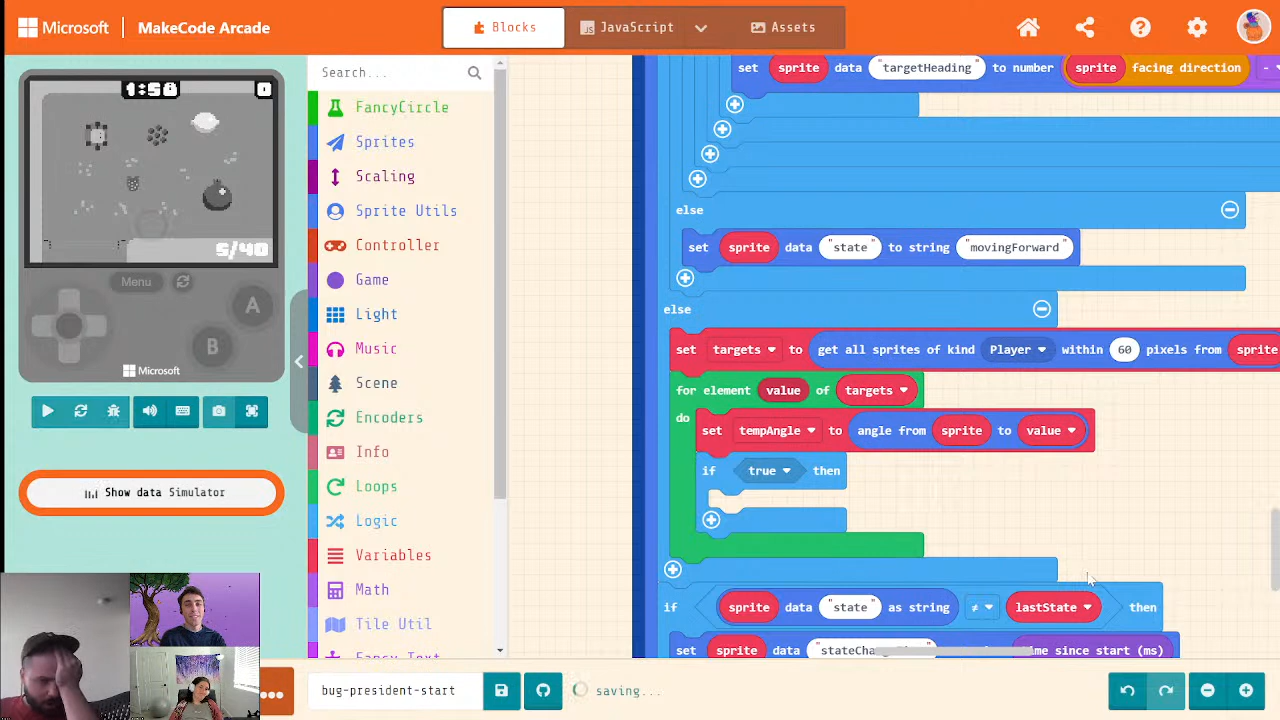 Microsoft | MakeCode Arcade
Blocks
JavaScript
Assets
1:58
0
5/40
Menu
A
B
Microsoft
Show data Simulator
Search...
FancyCircle
Sprites
Scaling
Sprite Utils
Controller
Game
Light
Music
Scene
Encoders
Info
Loops
Logic
Variables
Math
Tile Util
Fancy Text
set sprite data "targetHeading" to number sprite facing direction -
else
set sprite data "state" to string "movingForward"
else
set targets to get all sprites of kind Player within 60 pixels from sprite
for element value of targets
do set tempAngle to angle from sprite to value
if true then
if sprite data "state" as string ≠ lastState then
set sprite data
time since start (ms)
bug-president-start
saving...